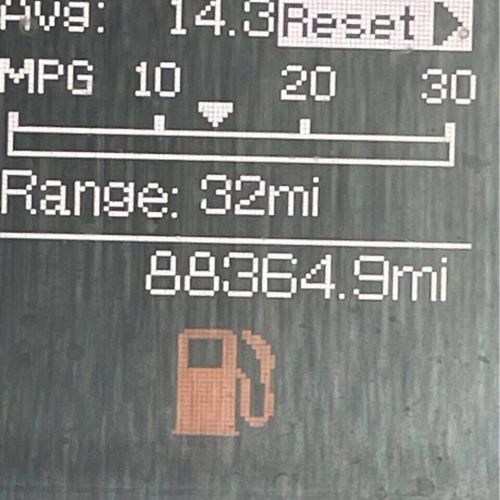 Avg: 14.3 Reset
MPG 10 20 30
Range: 32mi
88364.9mi